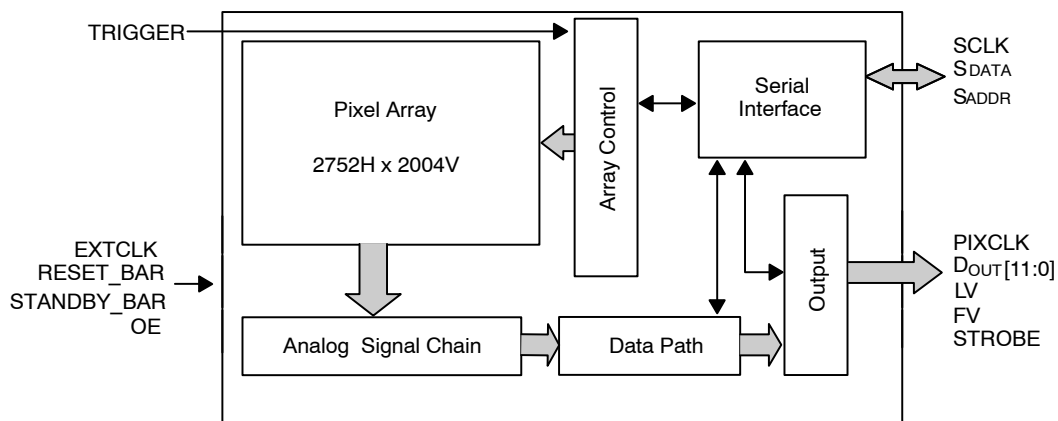 TRIGGER
Pixel Array
2752H x 2004V
Array Control
Serial
Interface
SCLK
SDATA
SADDR
EXTCLK
RESET_BAR
STANDBY_BAR
OE
Analog Signal Chain
Data Path
Output
PIXCLK
DOUT[11:0]
LV
FV
STROBE